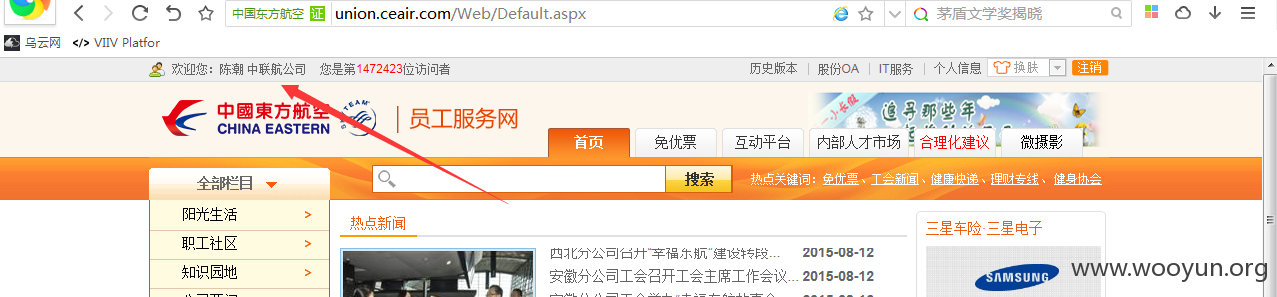 中国东方航空 证 union.ceair.com/Web/Default.aspx 茅盾文学奖揭晓
乌云网 </> VIIV Platfor
欢迎您：陈潮 中联航公司 您是第1472423位访问者 历史版本 | 股份OA | IT服务 | 个人信息 换肤 注销
中國東方航空
CHINA EASTERN
员工服务网
追寻那些年
首页 免优票 互动平台 内部人才市场 合理化建议 微摄影
全部栏目 搜索 热点关键词：免优票、工会新闻、健康快递、理财专线、健身协会
阳光生活 >
职工社区 >
知识园地 >
热点新闻
西北分公司召开“幸福东航”建设转段... 2015-08-12
安徽分公司工会召开工会主席工作会议... 2015-08-12
三星车险·三星电子
SAMSUNG
www.wooyun.org